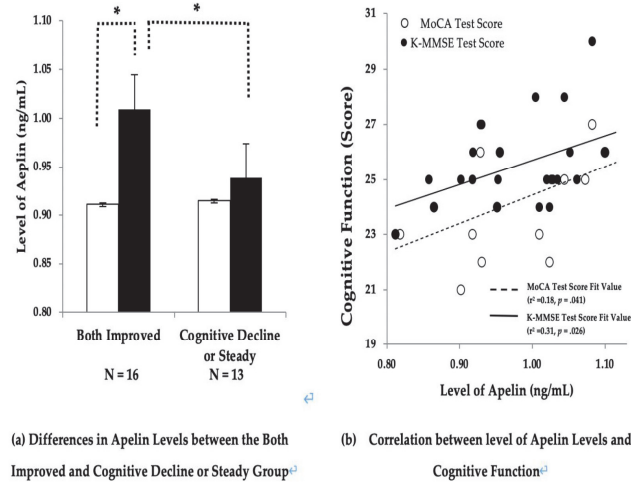 1.10
1.05
1.00
0.95
0.90
0.85
0.80
Level of Aeplin (ng/mL)
*
*
Both Improved
N = 16
Cognitive Decline
or Steady
N = 13
(a) Differences in Apelin Levels between the Both
Improved and Cognitive Decline or Steady Group
31
29
27
25
23
21
19
Cognitive Function (Score)
MoCA Test Score
K-MMSE Test Score
MoCA Test Score Fit Value
(r² =0.18, p = .041)
K-MMSE Test Score Fit Value
(r² =0.31, p = .026)
0.80 0.90 1.00 1.10
Level of Apelin (ng/mL)
(b) Correlation between level of Apelin Levels and
Cognitive Function